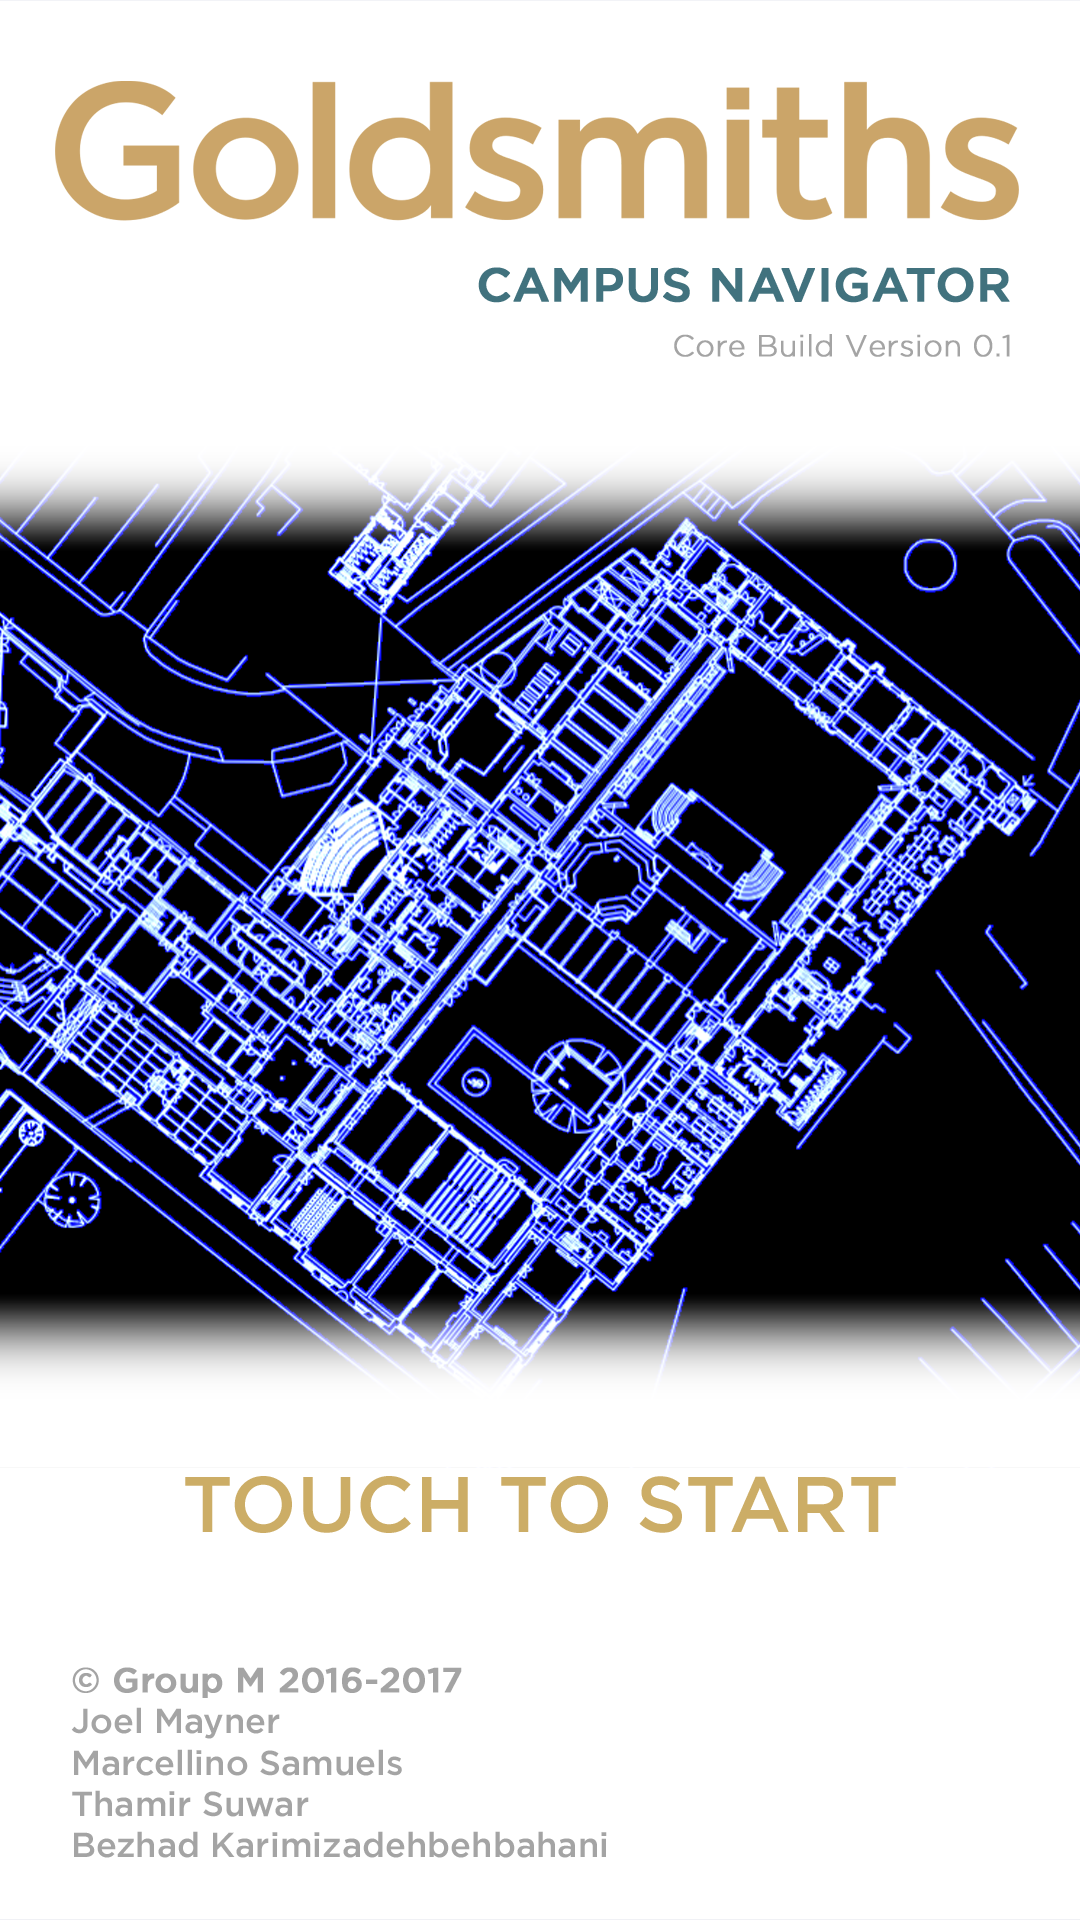 Goldsmiths
CAMPUS NAVIGATOR
Core Build Version 0.1
TOUCH TO START
© Group M 2016-2017
Joel Mayner
Marcellino Samuels
Thamir Suwar
Bezhad Karimizadehbehbahani